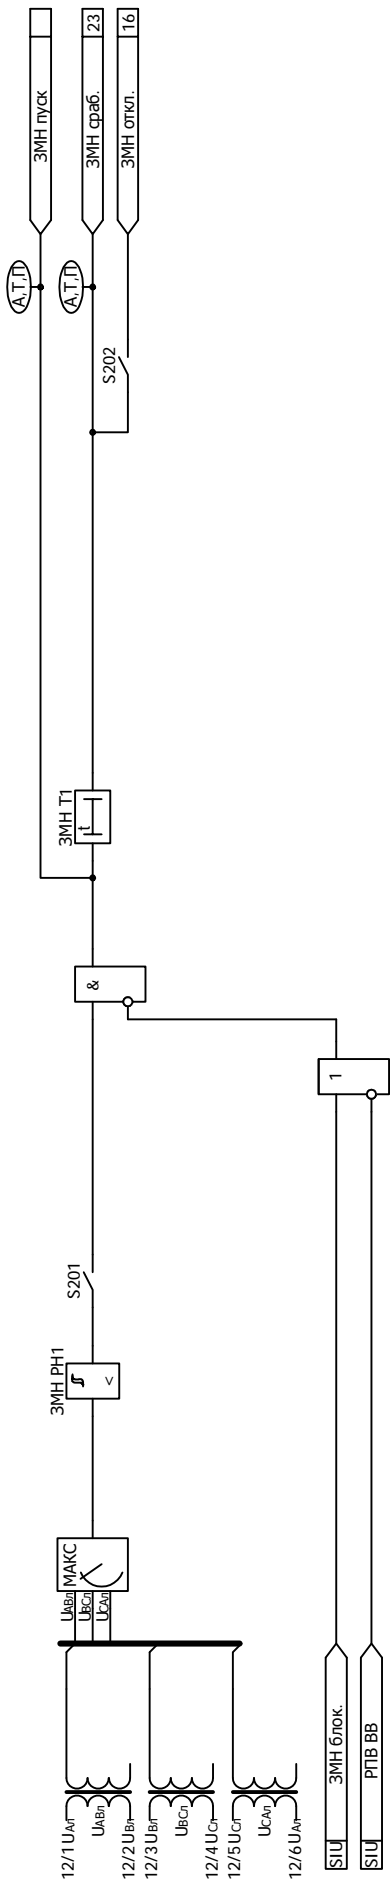 12/1 UАл
UАВл
12/2 UВл
12/3 UВл
UВСл
12/4 UСл
12/5 UСл
UСАл
12/6 UАл
UАВл
UВСл
UСАл
МАКС
ЗМН РН1
<
S201
&
ЗМН Т1
t
S202
А,Т,П
ЗМН пуск
А,Т,П
ЗМН сраб.
23
ЗМН откл.
16
SIU
ЗМН блок.
SIU
РПВ ВВ
1